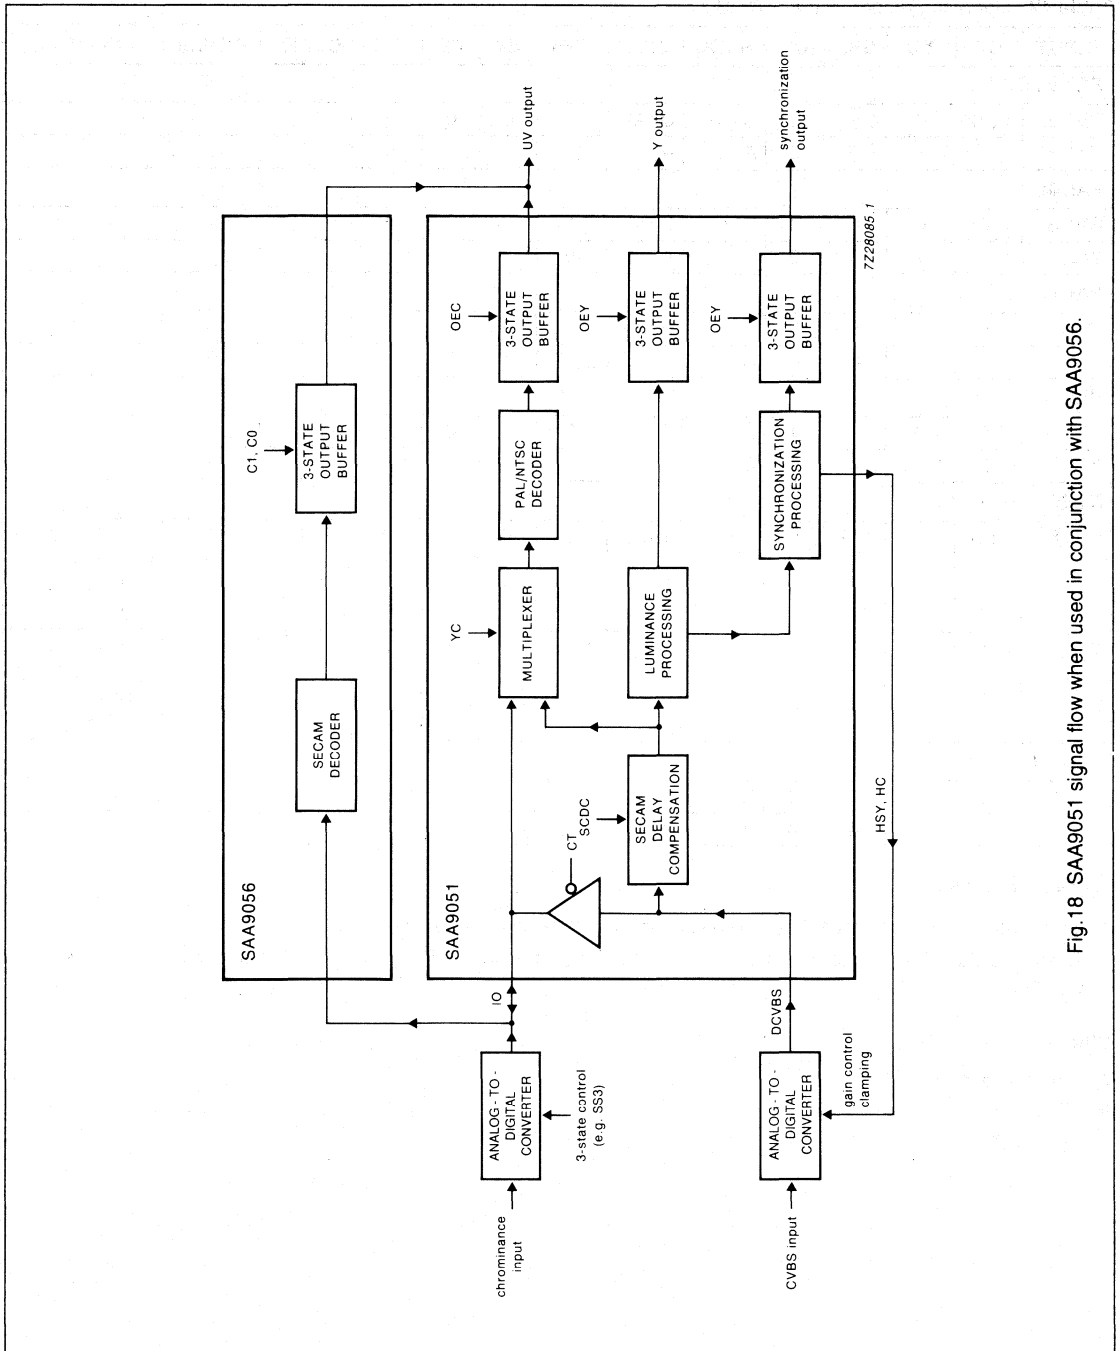 SAA9056
SECAM
DECODER
C1, C0
3-STATE
OUTPUT
BUFFER
SAA9051
chrominance
input
ANALOG - TO -
DIGITAL
CONVERTER
3-state control
(e.g. SS3)
IO
CT
YC
MULTIPLEXER
PAL/NTSC
DECODER
OEC
3-STATE
OUTPUT
BUFFER
UV output
CVBS input
ANALOG - TO -
DIGITAL
CONVERTER
gain control
clamping
DCVBS
SCDC
SECAM
DELAY
COMPENSATION
LUMINANCE
PROCESSING
OEY
3-STATE
OUTPUT
BUFFER
Y output
SYNCHRONIZATION
PROCESSING
OEY
3-STATE
OUTPUT
BUFFER
synchronization
output
HSY, HC
7Z28085.1
Fig.18 SAA9051 signal flow when used in conjunction with SAA9056.